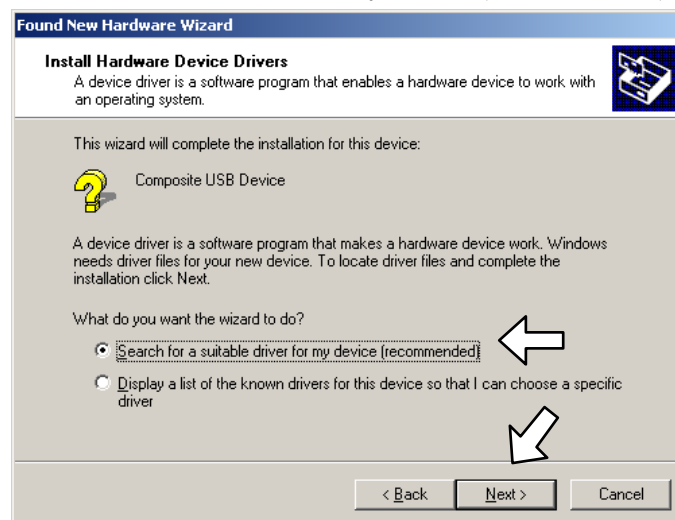 Found New Hardware Wizard
Install Hardware Device Drivers
A device driver is a software program that enables a hardware device to work with
an operating system.
This wizard will complete the installation for this device:
Composite USB Device
A device driver is a software program that makes a hardware device work. Windows
needs driver files for your new device. To locate driver files and complete the
installation click Next.
What do you want the wizard to do?
Search for a suitable driver for my device (recommended)
Display a list of the known drivers for this device so that I can choose a specific
driver
< Back Next > Cancel